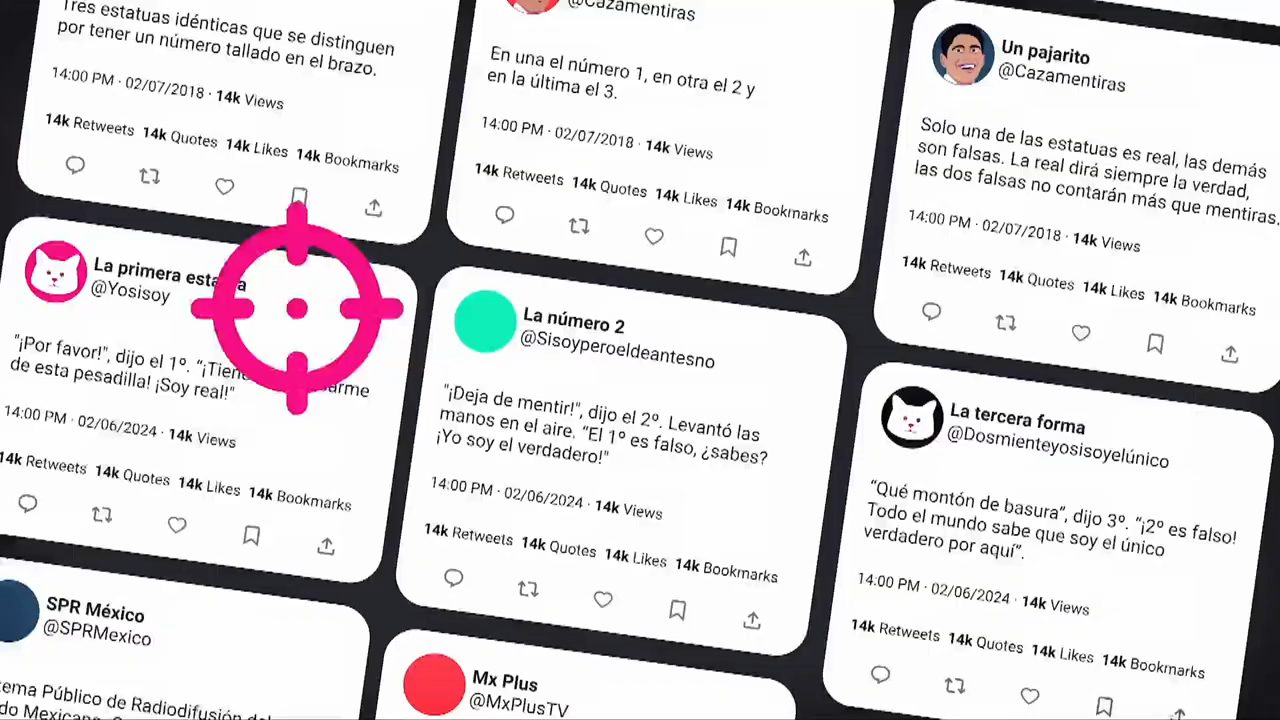 Tres estatuas idénticas que se distinguen
por tener un número tallado en el brazo.
14:00 PM · 02/07/2018 · 14k Views
14k Retweets 14k Quotes 14k Likes 14k Bookmarks
@Cazamentiras
En una el número 1, en otra el 2 y
en la última el 3.
14:00 PM · 02/07/2018 · 14k Views
14k Retweets 14k Quotes 14k Likes 14k Bookmarks
Un pajarito
@Cazamentiras
Solo una de las estatuas es real, las demás
son falsas. La real dirá siempre la verdad,
las dos falsas no contarán más que mentiras.
14:00 PM · 02/07/2018 · 14k Views
14k Retweets 14k Quotes 14k Likes 14k Bookmarks
La primera
@Yosisoy
"¡Por favor!", dijo el 1º.
de esta pesadilla! ¡Soy real!"
14:00 PM · 02/06/2024 · 14k Views
14k Retweets 14k Quotes 14k Likes 14k Bookmarks
La número 2
@Sisoyperoeldeantesno
"¡Deja de mentir!", dijo el 2º. Levantó las
manos en el aire. "El 1º es falso, ¿sabes?
¡Yo soy el verdadero!"
14:00 PM · 02/06/2024 · 14k Views
14k Retweets 14k Quotes 14k Likes 14k Bookmarks
La tercera forma
@Dosmienteyosisoyelúnico
“Qué montón de basura”, dijo 3º. “¡2º es falso!
Todo el mundo sabe que soy el único
verdadero por aquí”.
14:00 PM · 02/06/2024 · 14k Views
14k Retweets 14k Quotes 14k Likes 14k Bookmarks
SPR México
@SPRMexico
Público de Radiodifusión del
Mexicano.
Mx Plus
@MxPlusTV